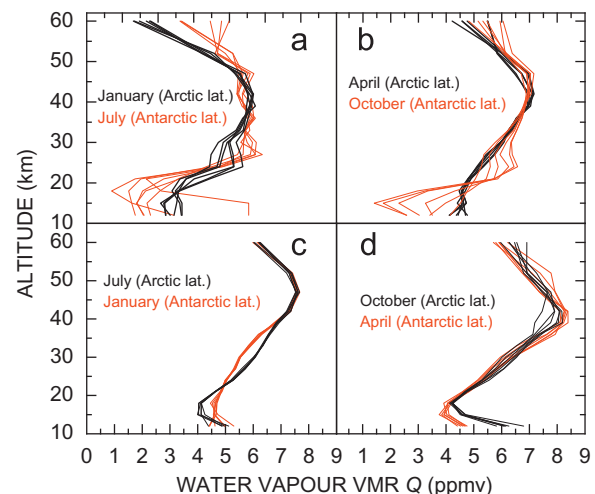 60
50
40
30
20
10
a
January (Arctic lat.)
July (Antarctic lat.)
b
April (Arctic lat.)
October (Antarctic lat.)
ALTITUDE (km)
60
40
20
10
c
July (Arctic lat.)
January (Antarctic lat.)
d
October (Arctic lat.)
April (Antarctic lat.)
0 1 2 3 4 5 6 7 8 9 0 1 2 3 4 5 6 7 8 9
WATER VAPOUR VMR Q (ppmv)